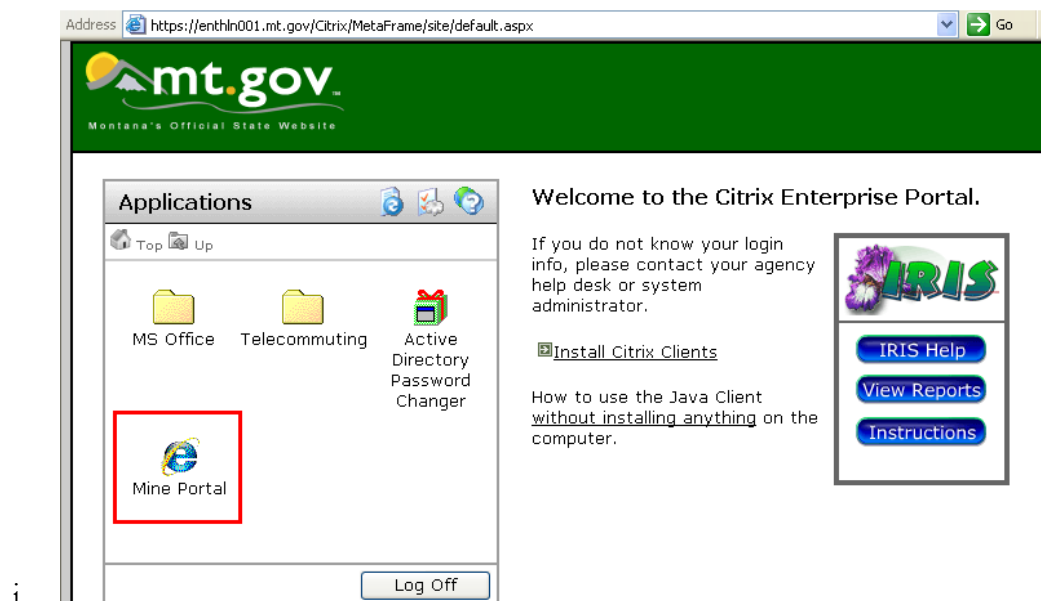 Address https://enthln001.mt.gov/Citrix/MetaFrame/site/default.aspx Go
mt.gov
Montana's Official State Website
Applications
Top Up
MS Office
Telecommuting
Active
Directory
Password
Changer
Mine Portal
Log Off
Welcome to the Citrix Enterprise Portal.
If you do not know your login
info, please contact your agency
help desk or system
administrator.
Install Citrix Clients
How to use the Java Client
without installing anything on the
computer.
IRIS
IRIS Help
View Reports
Instructions
i